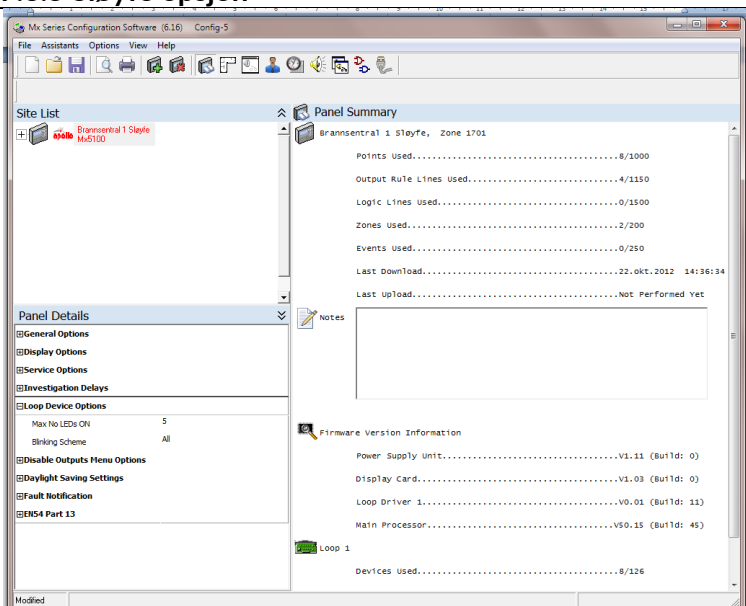 Mx Series Configuration Software (6.16) Config-5
File Assistants Options View Help
Site List
apollo
Brannsentral 1 Sløyfe
Mx5100
Panel Details
General Options
Display Options
Service Options
Investigation Delays
Loop Device Options
Max No LEDs ON 5
Blinking Scheme All
Disable Outputs Menu Options
Daylight Saving Settings
Fault Notification
EN54 Part 13
Panel Summary
Brannsentral 1 Sløyfe, Zone 1701
Points Used......................................8/1000
Output Rule Lines Used...........................4/1150
Logic Lines Used.................................0/1500
Zones Used.......................................2/200
Events Used......................................0/250
Last Download....................................22.okt.2012 14:36:34
Last Upload......................................Not Performed Yet
Notes
Firmware Version Information
Power Supply Unit................................V1.11 (Build: 0)
Display Card.....................................V1.03 (Build: 0)
Loop Driver 1....................................V0.01 (Build: 11)
Main Processor..................................V50.15 (Build: 45)
Loop 1
Devices Used.....................................8/126
Modified